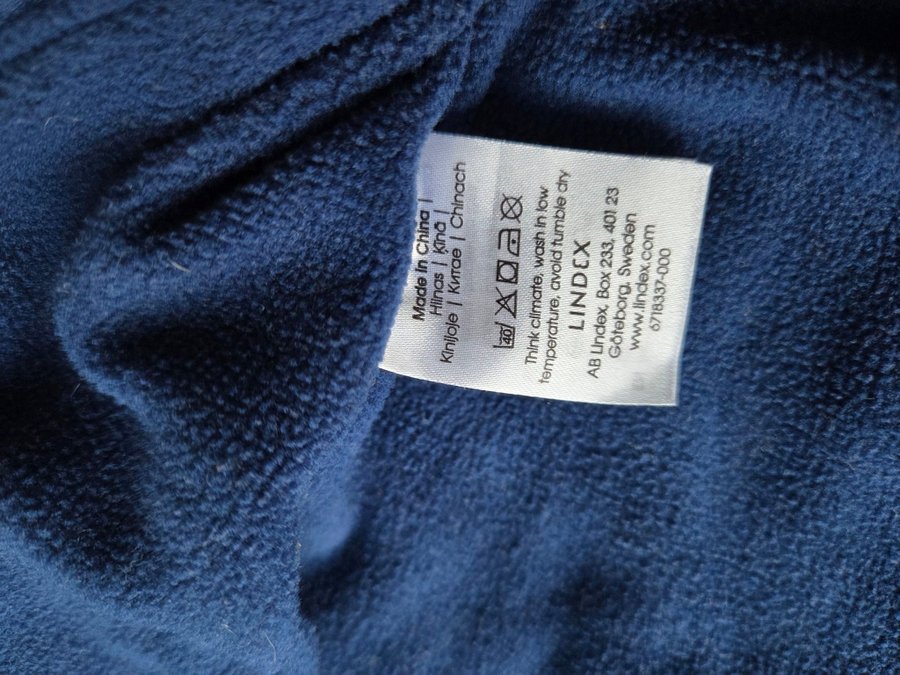 Made in China |
Hiinas | Ķīnā |
Kinijoje | Китае | Chinach
40
Think climate, wash in low
temperature, avoid tumble dry
LINDEX
AB Lindex, Box 233, 401 23
Göteborg, Sweden
www.lindex.com
6718337-000